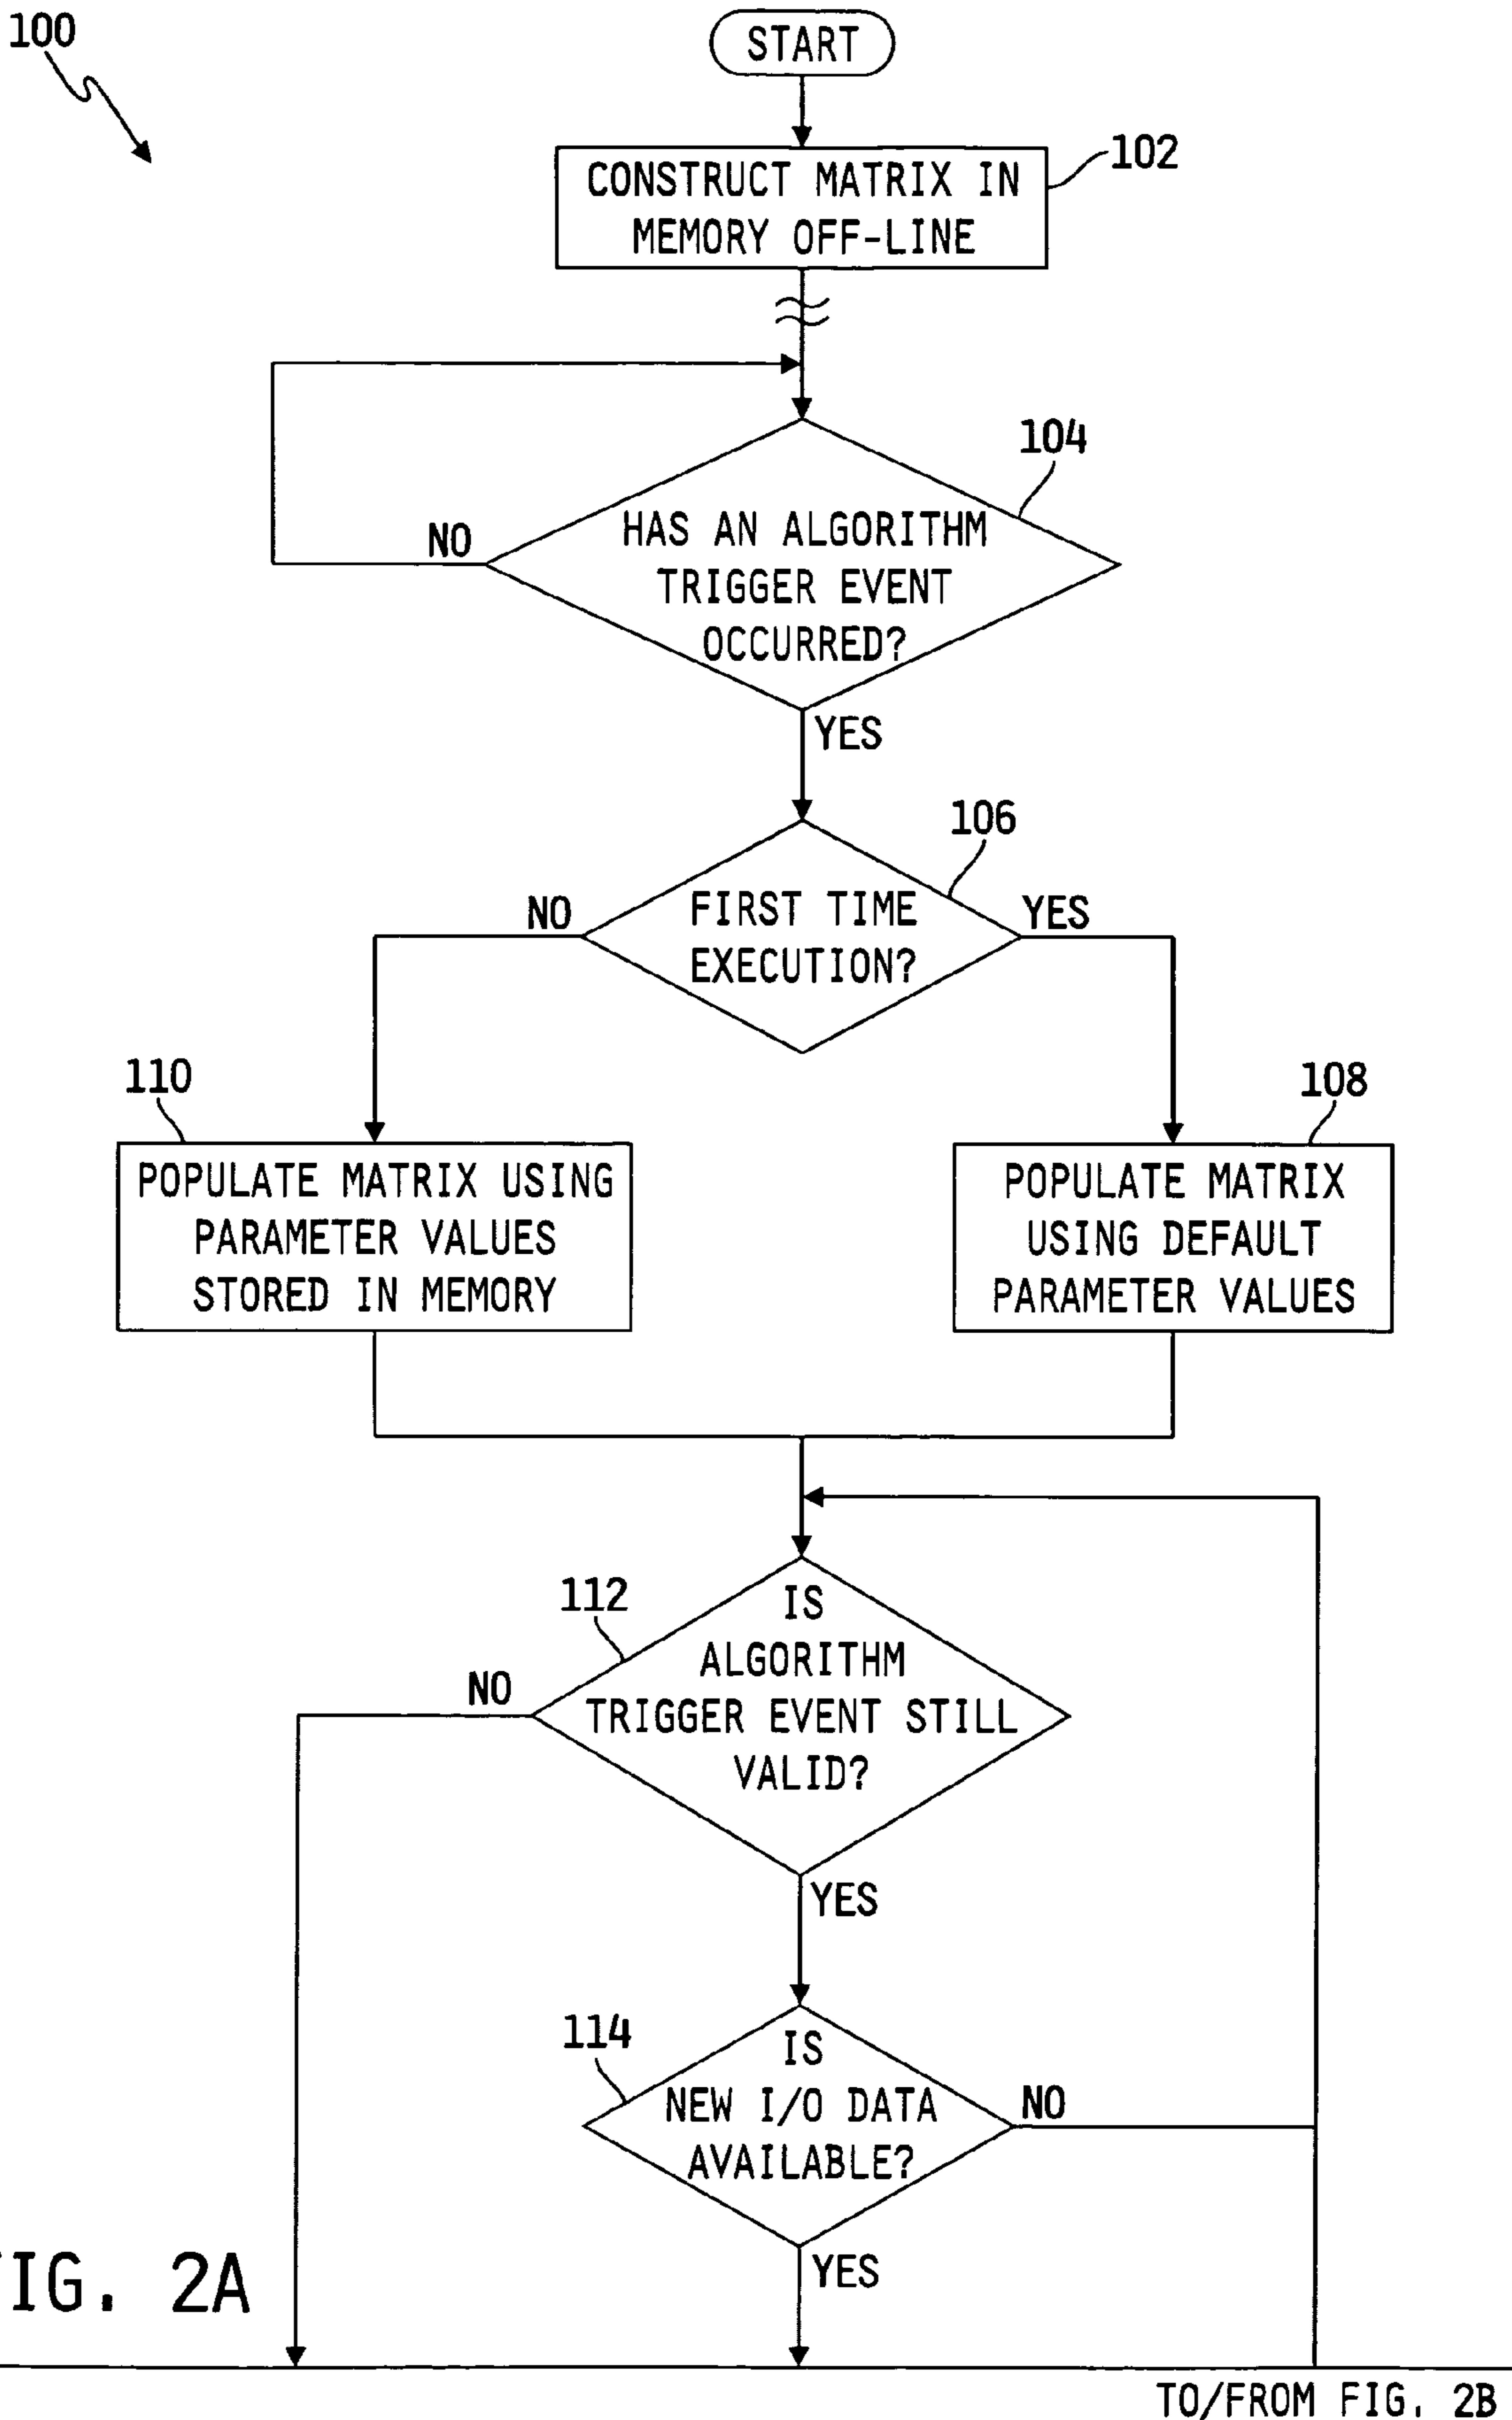 100
START
102
CONSTRUCT MATRIX IN
MEMORY OFF-LINE
104
NO
HAS AN ALGORITHM
TRIGGER EVENT
OCCURRED?
YES
106
NO
FIRST TIME
EXECUTION?
YES
110
POPULATE MATRIX USING
PARAMETER VALUES
STORED IN MEMORY
108
POPULATE MATRIX
USING DEFAULT
PARAMETER VALUES
112
NO
IS
ALGORITHM
TRIGGER EVENT STILL
VALID?
YES
114
IS
NEW I/O DATA
AVAILABLE?
NO
YES
IG. 2A
TO/FROM FIG. 2B